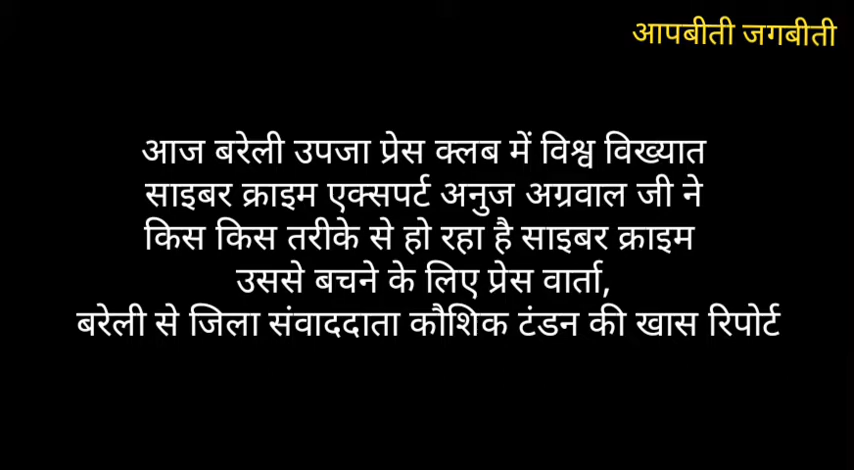 आपबीती जगबीती
आज बरेली उपजा प्रेस क्लब में विश्व विख्यात
साइबर क्राइम एक्सपर्ट अनुज अग्रवाल जी ने
किस किस तरीके से हो रहा है साइबर क्राइम
उससे बचने के लिए प्रेस वार्ता,
बरेली से जिला संवाददाता कौशिक टंडन की खास रिपोर्ट